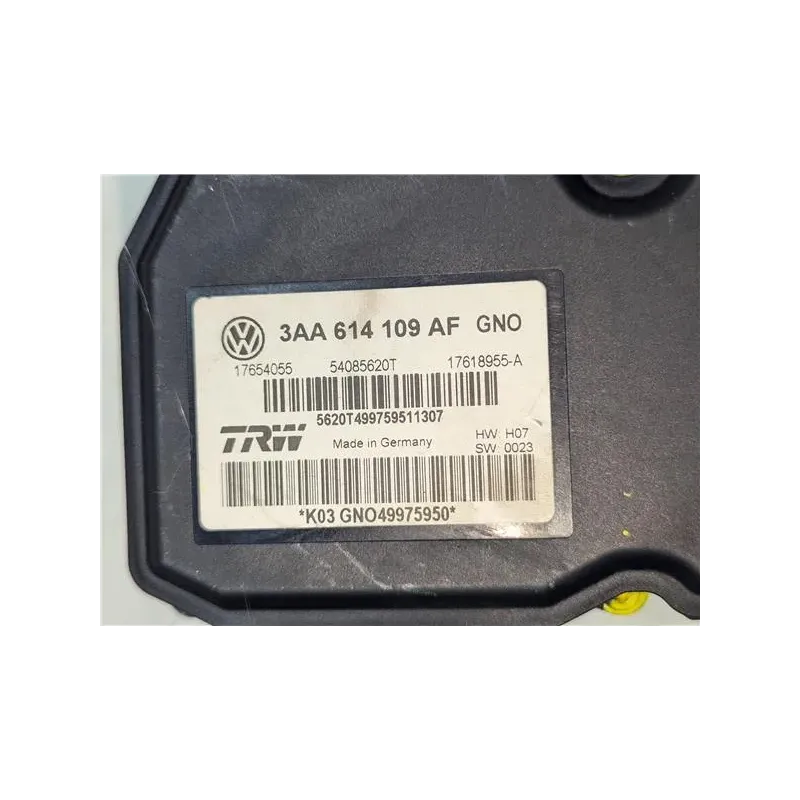 3AA 614 109 AF GNO
17654055 54085620T 17618955-A
5620T499759511307
TRW Made in Germany HW: H07
SW: 0023
*K03 GNO49975950*